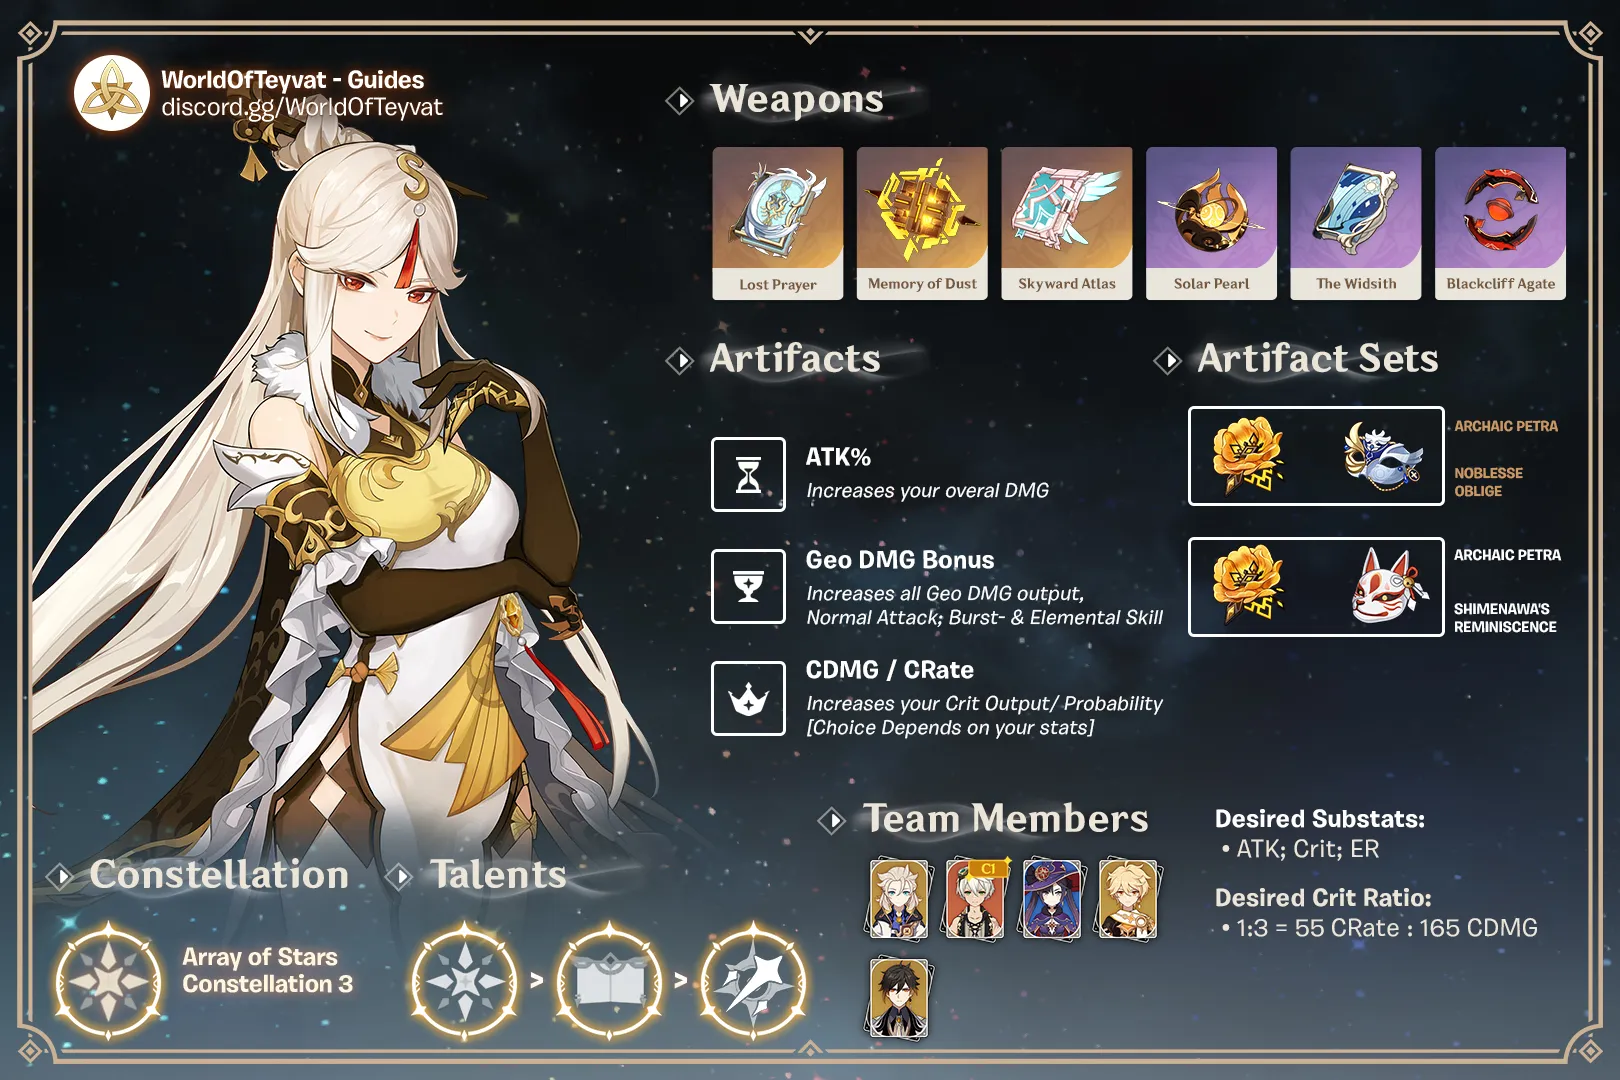 WorldOfTeyvat - Guides
discord.gg/WorldOfTeyvat
Weapons
Lost Prayer
Memory of Dust
Skyward Atlas
Solar Pearl
The Widsith
Blackcliff Agate
Artifacts
ATK%
Increases your overal DMG
Geo DMG Bonus
Increases all Geo DMG output,
Normal Attack; Burst- & Elemental Skill
CDMG / CRate
Increases your Crit Output/ Probability
[Choice Depends on your stats]
Artifact Sets
ARCHAIC PETRA
NOBLESSE
OBLIGE
ARCHAIC PETRA
SHIMENAWA'S
REMINISCENCE
Team Members
C1
Desired Substats:
• ATK; Crit; ER
Desired Crit Ratio:
• 1:3 = 55 CRate : 165 CDMG
Constellation
Array of Stars
Constellation 3
Talents
>
>